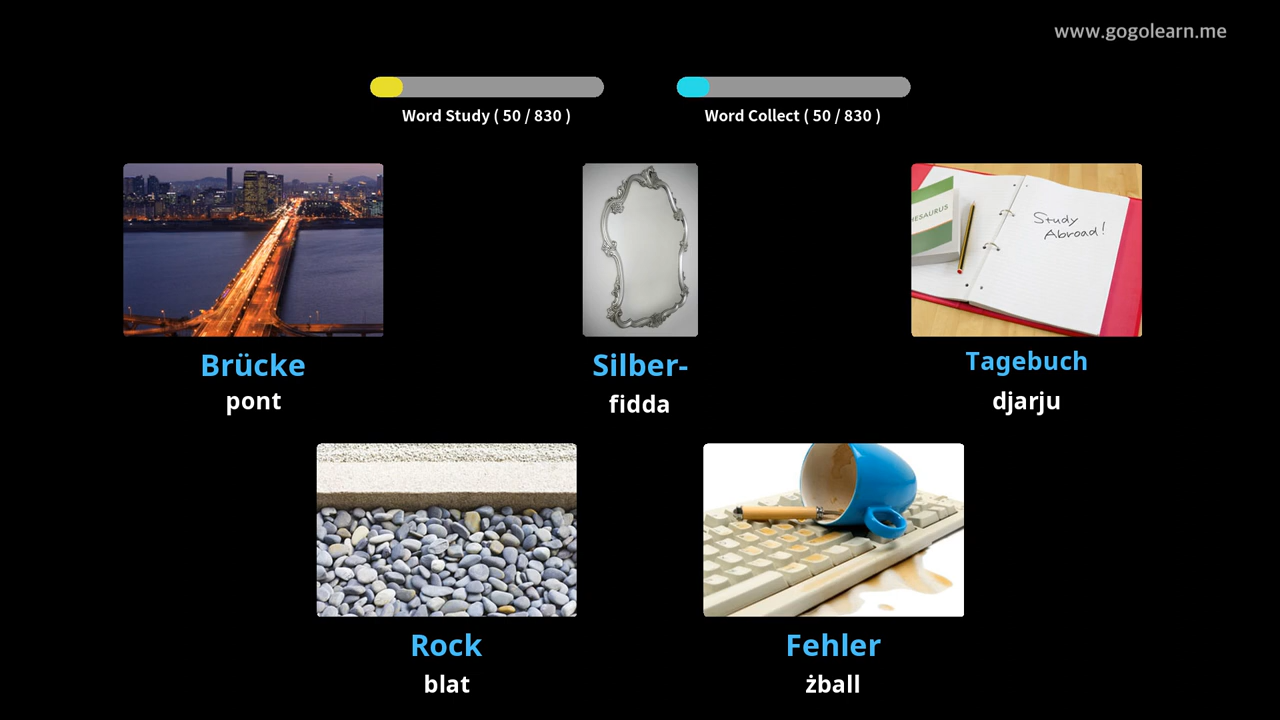 www.gogolearn.me
Word Study ( 50 / 830 )
Word Collect ( 50 / 830 )
HESAURUS
Study
Abroad!
Brücke
pont
Silber-
fidda
Tagebuch
djarju
Rock
blat
Fehler
żball